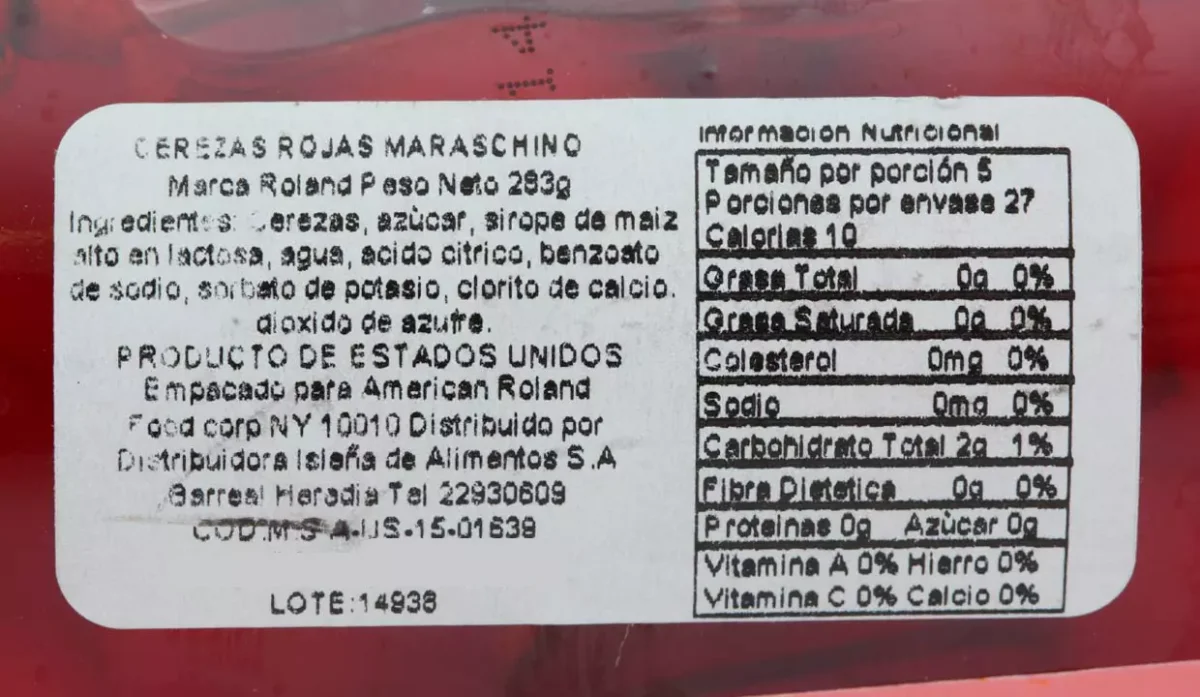 CEREZAS ROJAS MARASCHINO
Marca Roland Peso Neto 283g
Ingredientes: Cerezas, azùcar, sirope de maiz
alto en lactosa, agua, acido citrico, benzoato
de sodio, sorbato de potasio, clorito de calcio.
dioxido de azufre.
PRODUCTO DE ESTADOS UNIDOS
Empacado para American Roland
Food corp NY 10010 Distribuido por
Distribuidora Isleña de Alimentos S.A
Barreal Heredia Tel 22930609
COD.M.S A-US-15-01639
LOTE:14938
Informacion Nutricional
Tamaño por porción 5
Porciones por envase 27
Calorias 10
Grasa Total 0g 0%
Grasa Saturada 0g 0%
Colesterol 0mg 0%
Sodio 0mg 0%
Carbohidrato Total 2g 1%
Fibra Dietetica 0g 0%
Proteinas 0g Azùcar 0g
Vitamina A 0% Hierro 0%
Vitamina C 0% Calcio 0%